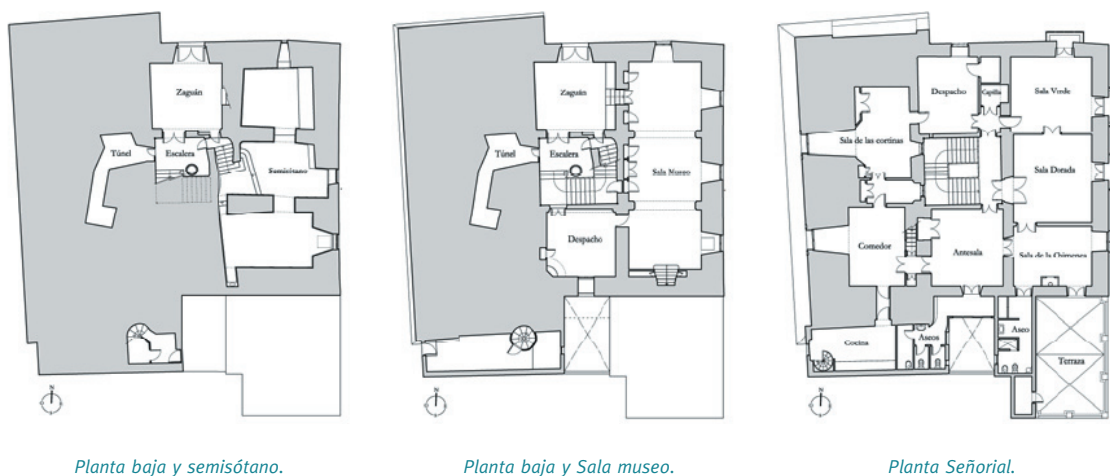 Zaguán
Túnel
Escalera
Semisótano
N
Planta baja y semisótano.
Zaguán
Túnel
Escalera
Sala Museo
Despacho
N
Planta baja y Sala museo.
Despacho
Capilla
Sala Verde
Sala de las cortinas
Sala Dorada
Comedor
Antesala
Sala de la Chimenea
Cocina
Aseos
Aseo
Terraza
N
Planta Señorial.